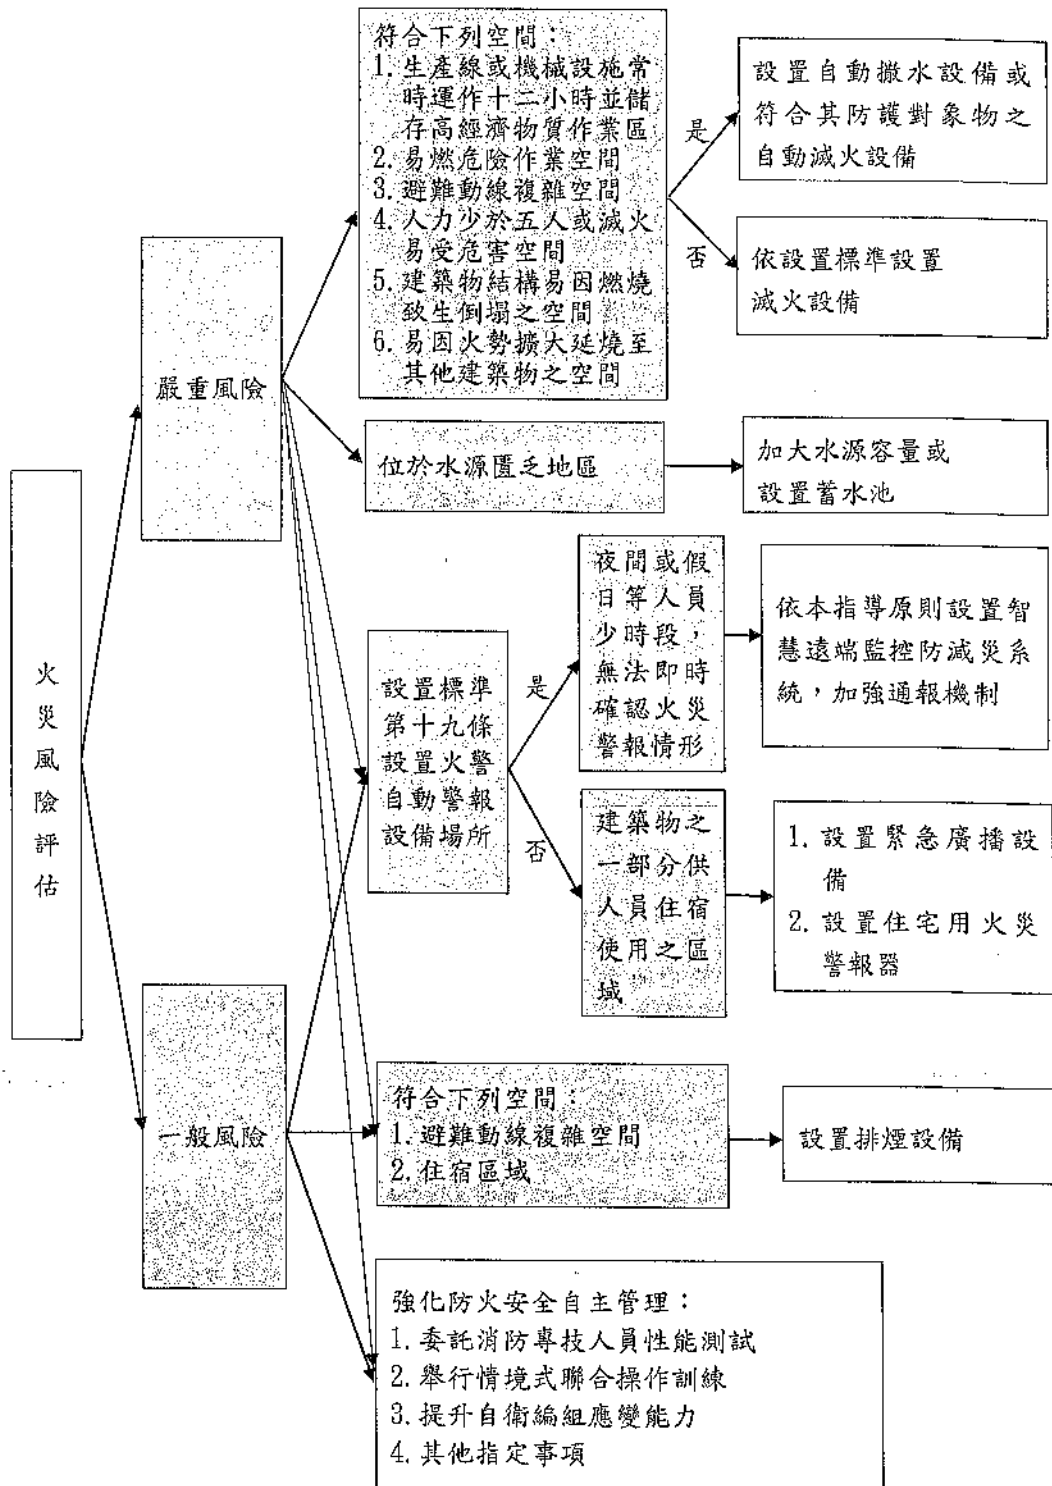 火災風險評估
嚴重風險
一般風險
符合下列空間：
1. 生產線或機械設施常
時運作十二小時並儲
存高經濟物質作業區
2. 易燃危險作業空間
3. 避難動線複雜空間
4. 人力少於五人或滅火
易受危害空間
5. 建築物結構易因燃燒
致生倒塌之空間
6. 易因火勢擴大延燒至
其他建築物之空間
是
設置自動撒水設備或
符合其防護對象物之
自動滅火設備
否
依設置標準設置
滅火設備
位於水源匱乏地區
加大水源容量或
設置蓄水池
設置標準
第十九條
設置火警
自動警報
設備場所
是
夜間或假
日等人員
少時段，
無法即時
確認火災
警報情形
依本指導原則設置智
慧遠端監控防減災系
統，加強通報機制
否
建築物之
一部分供
人員住宿
使用之區
域
1. 設置緊急廣播設
備
2. 設置住宅用火災
警報器
符合下列空間：
1. 避難動線複雜空間
2. 住宿區域
設置排煙設備
強化防火安全自主管理：
1. 委託消防專技人員性能測試
2. 舉行情境式聯合操作訓練
3. 提升自衛編組應變能力
4. 其他指定事項